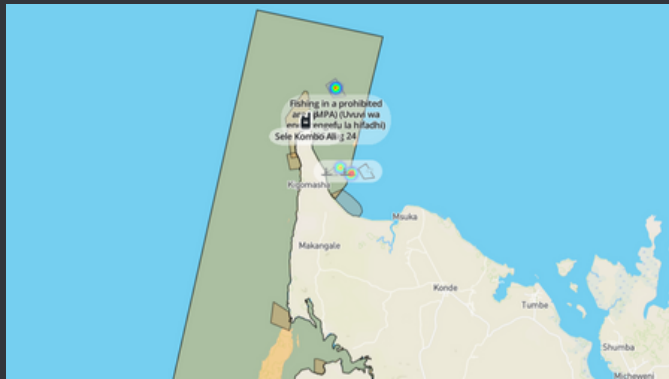 Fishing in a prohibited
(MPA) (Uvuvi wa
engefu la hifadhi)
Sele Kombo Ali
24
Kigomasha
Msuka
Makangale
Konde
Tumbe
Shumba
Micheweni